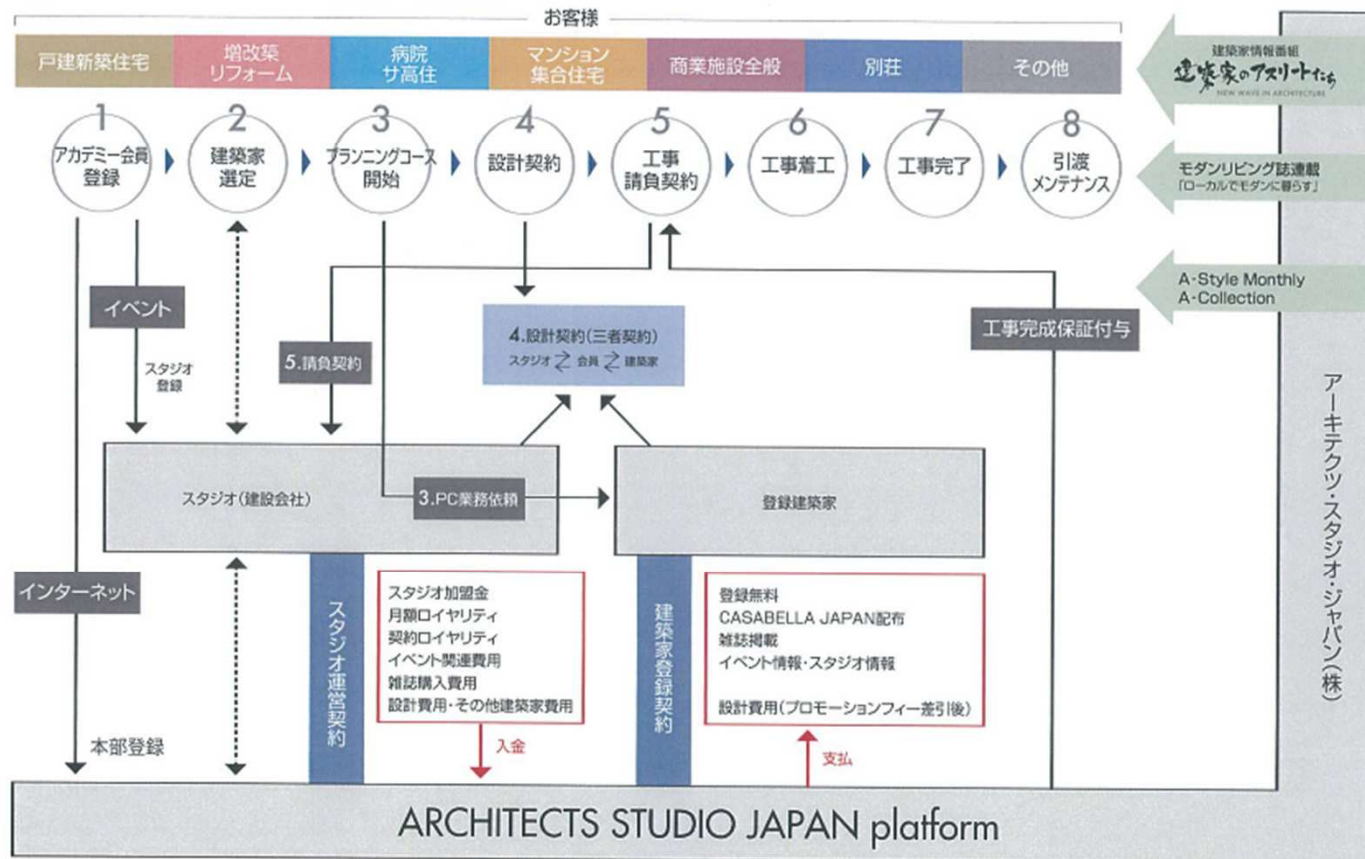 お客様
戸建新築住宅
増改築
リフォーム
病院
サ高住
マンション
集合住宅
商業施設全般
別荘
その他
建築家情報番組
建築家のアスリートたち
NEW WAVE IN ARCHITECTURE
1
アカデミー会員
登録
2
建築家
選定
3
プランニングコース
開始
4
設計契約
5
工事
請負契約
6
工事着工
7
工事完了
8
引渡
メンテナンス
モダンリビング誌連載
「ローカルでモダンに暮らす」
A-Style Monthly
A-Collection
イベント
スタジオ
登録
5.請負契約
4.設計契約(三者契約)
スタジオ ⇄ 会員 ⇄ 建築家
工事完成保証付与
アーキテクツ・スタジオ・ジャパン(株)
スタジオ(建設会社)
3.PC業務依頼
登録建築家
インターネット
本部登録
スタジオ運営契約
スタジオ加盟金
月額ロイヤリティ
契約ロイヤリティ
イベント関連費用
雑誌購入費用
設計費用・その他建築家費用
入金
建築家登録契約
登録無料
CASABELLA JAPAN配布
雑誌掲載
イベント情報・スタジオ情報
設計費用(プロモーションフィー差引後)
支払
ARCHITECTS STUDIO JAPAN platform